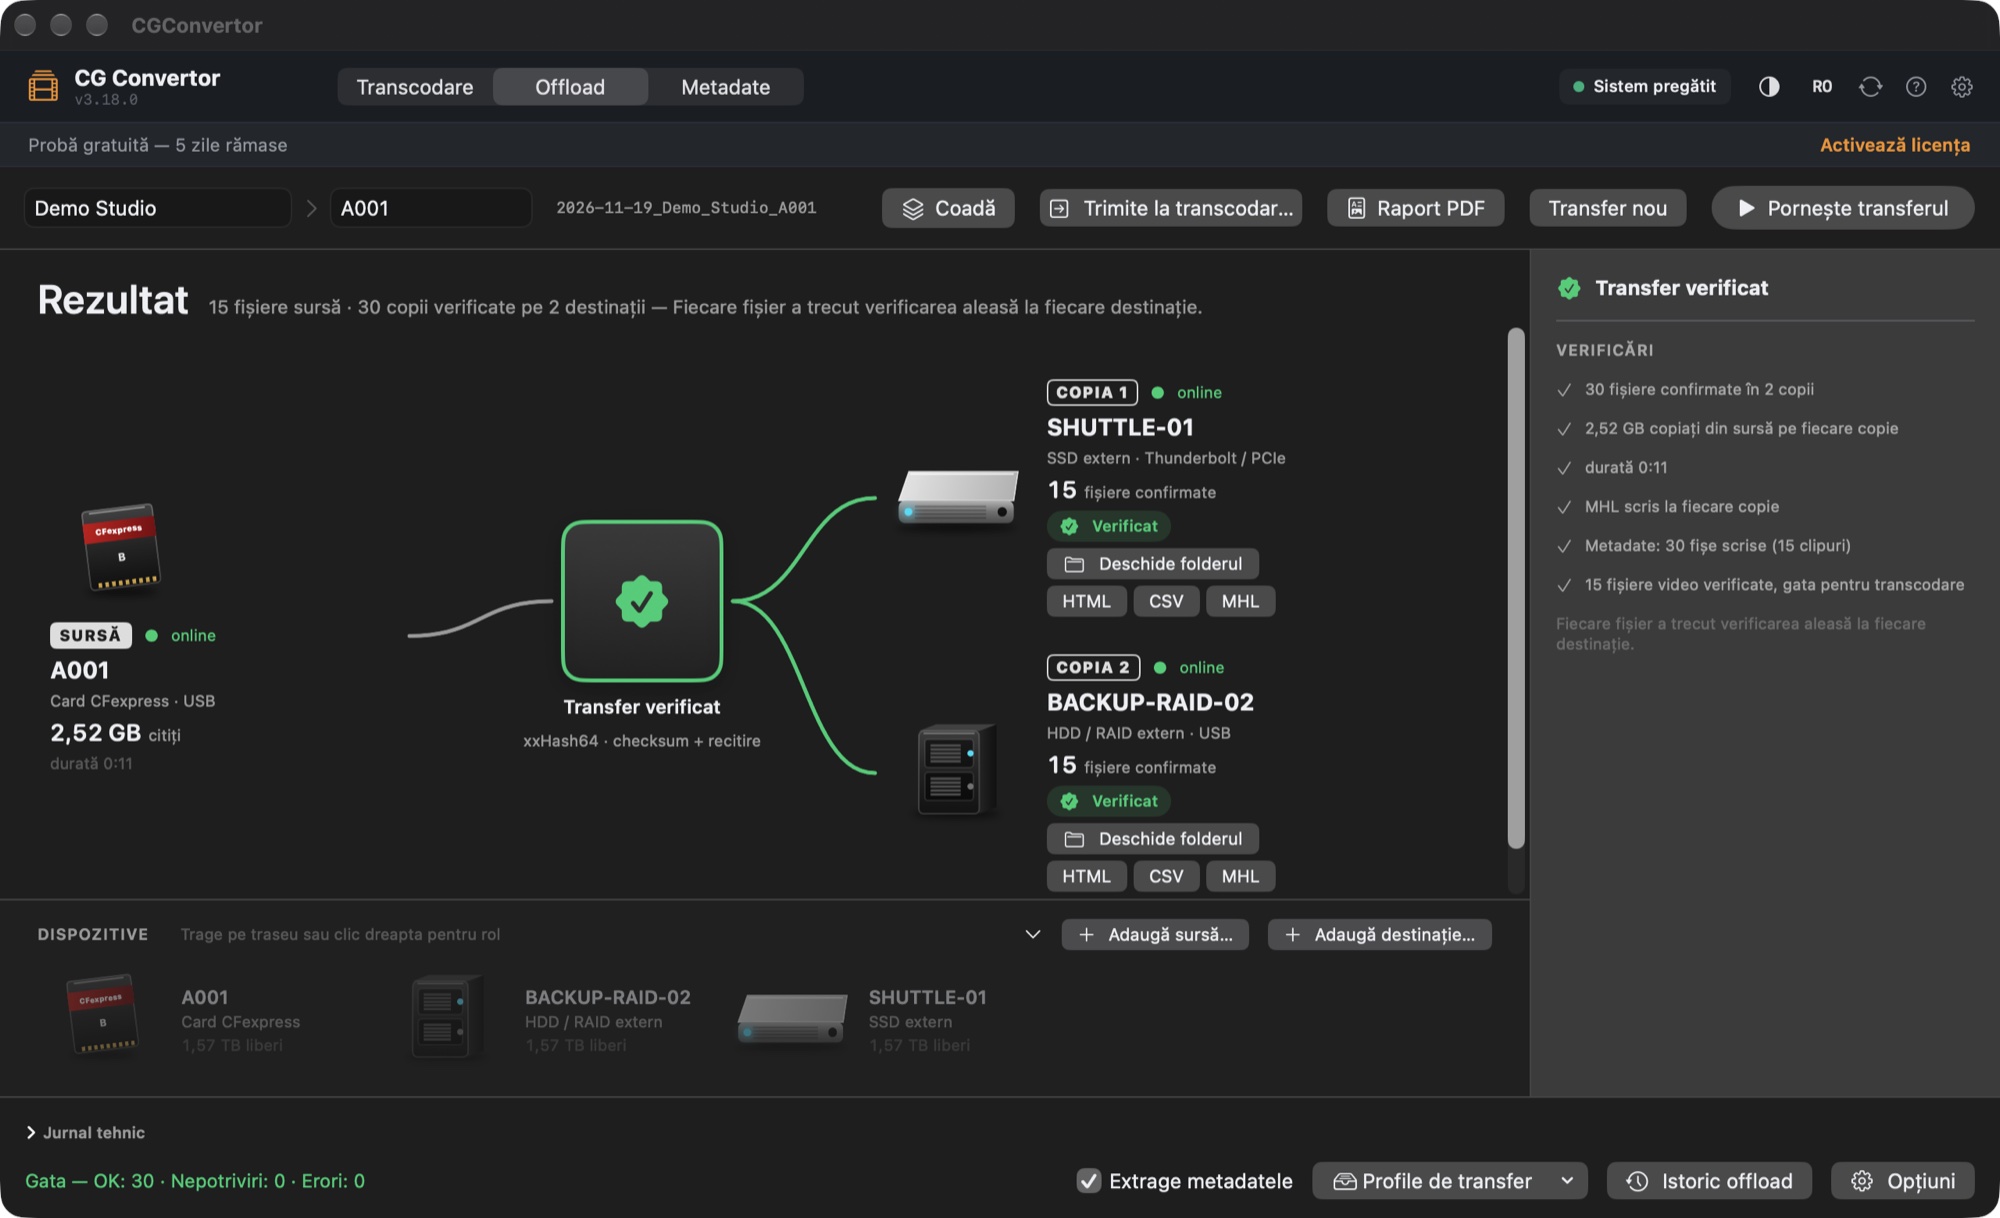 CGConvertor
CG Convertor
v3.18.0
Transcodare
Offload
Metadate
Sistem pregătit
RO
Probă gratuită — 5 zile rămase
Activează licența
Demo Studio
A001
2026-11-19_Demo_Studio_A001
Coadă
Trimite la transcodar...
Raport PDF
Transfer nou
Pornește transferul
Rezultat
15 fișiere sursă · 30 copii verificate pe 2 destinații — Fiecare fișier a trecut verificarea aleasă la fiecare destinație.
CFexpress
B
SURSĂ
online
A001
Card CFexpress · USB
2,52 GB citiți
durată 0:11
Transfer verificat
xxHash64 · checksum + recitire
COPIA 1
online
SHUTTLE-01
SSD extern · Thunderbolt / PCIe
15 fișiere confirmate
Verificat
Deschide folderul
HTML
CSV
MHL
COPIA 2
online
BACKUP-RAID-02
HDD / RAID extern · USB
15 fișiere confirmate
Verificat
Deschide folderul
HTML
CSV
MHL
Transfer verificat
VERIFICĂRI
30 fișiere confirmate în 2 copii
2,52 GB copiați din sursă pe fiecare copie
durată 0:11
MHL scris la fiecare copie
Metadate: 30 fișe scrise (15 clipuri)
15 fișiere video verificate, gata pentru transcodare
Fiecare fișier a trecut verificarea aleasă la fiecare
destinație.
DISPOZITIVE
Trage pe traseu sau clic dreapta pentru rol
Adaugă sursă...
Adaugă destinație...
CFexpress
B
A001
Card CFexpress
1,57 TB liberi
BACKUP-RAID-02
HDD / RAID extern
1,57 TB liberi
SHUTTLE-01
SSD extern
1,57 TB liberi
Jurnal tehnic
Gata — OK: 30 · Nepotriviri: 0 · Erori: 0
Extrage metadatele
Profile de transfer
Istoric offload
Opțiuni